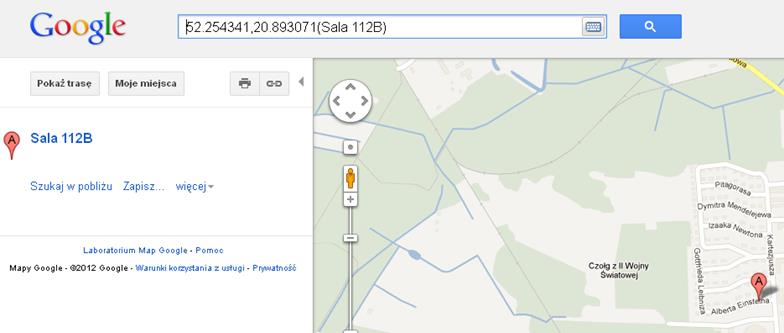 Google
52.254341,20.893071(Sala 112B)
Pokaż trasę
Moje miejsca
A
Sala 112B
Szukaj w pobliżu Zapisz... więcej
Laboratorium Map Google - Pomoc
Mapy Google - ©2012 Google - Warunki korzystania z usługi - Prywatność
owa
Pitagorasa
Dymitra Mendelejewa
Izaaka Newtona
Kartezjusza
Gottfrieda Leibniza
Czołg z II Wojny
Światowej
A
Alberta Einsteina